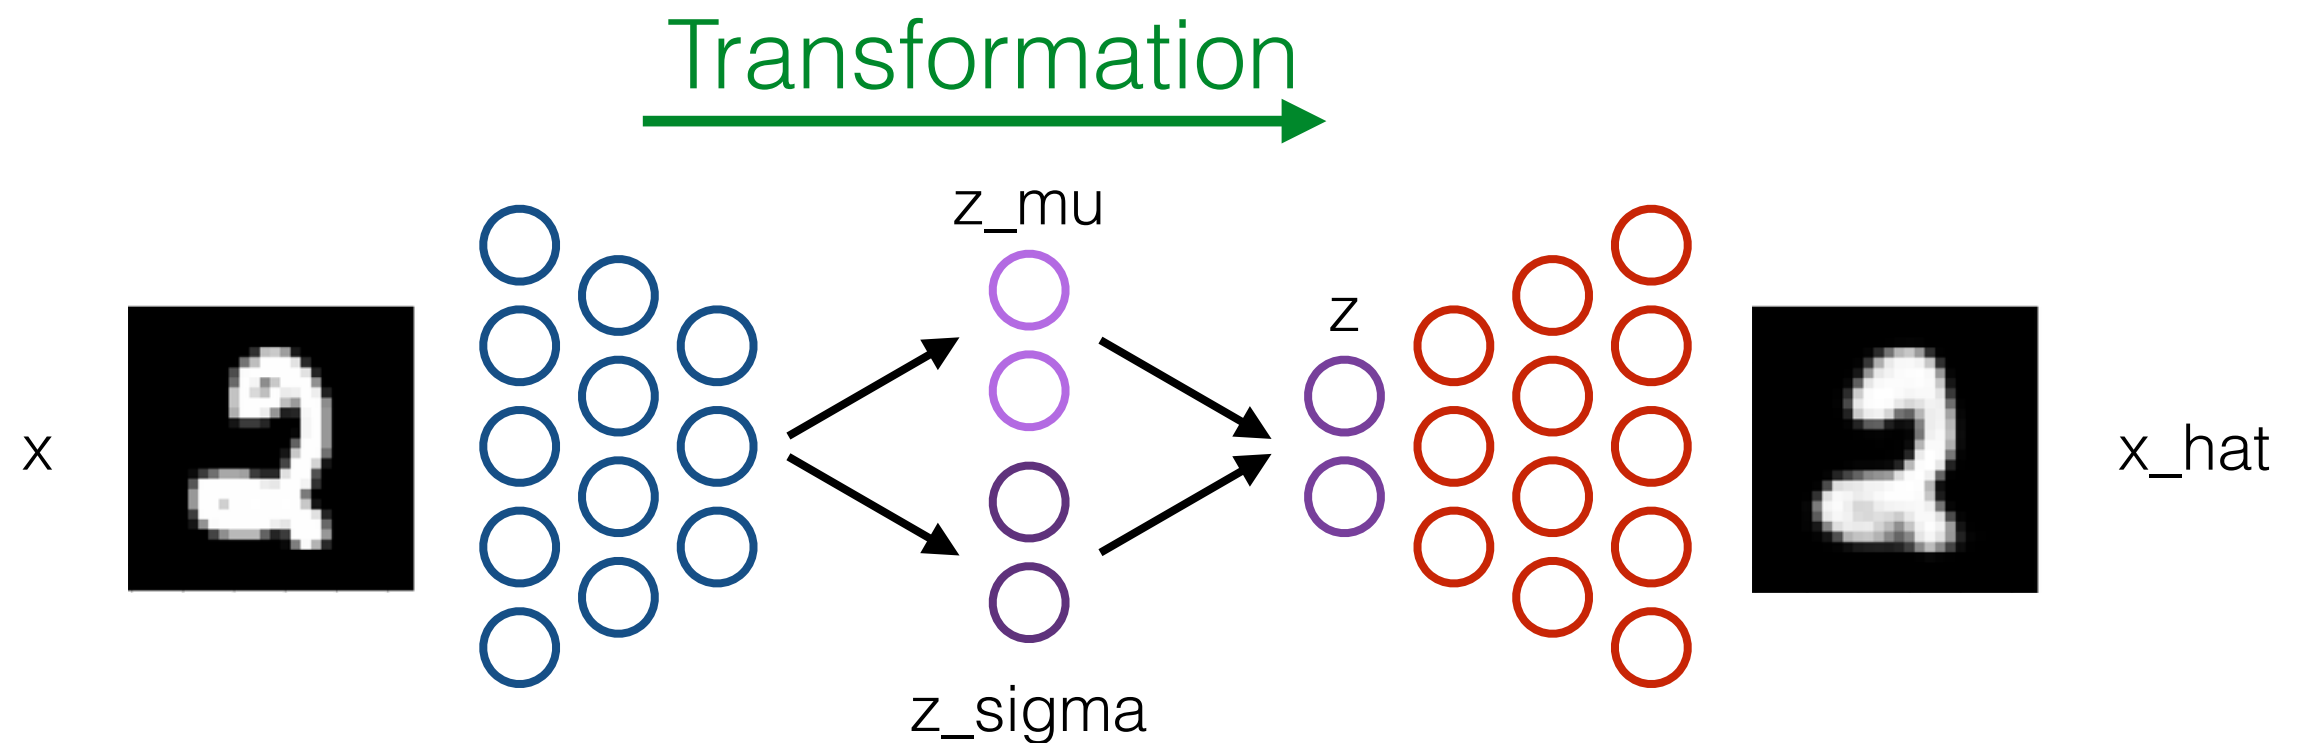 Transformation
z_mu
z
x
x_hat
z_sigma